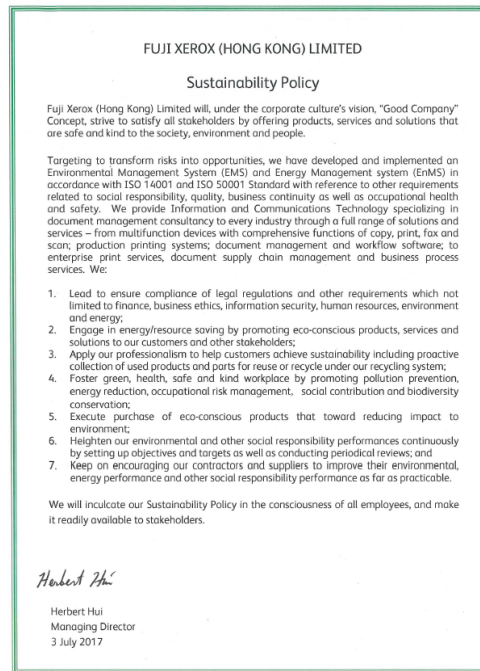 FUJI XEROX (HONG KONG) LIMITED
Sustainability Policy
Fuji Xerox (Hong Kong) Limited will, under the corporate culture's vision, "Good Company"
Concept, strive to satisfy all stakeholders by offering products, services and solutions that
are safe and kind to the society, environment and people.
Targeting to transform risks into opportunities, we have developed and implemented an
Environmental Management System (EMS) and Energy Management system (EnMS) in
accordance with ISO 14001 and ISO 50001 Standard with reference to other requirements
related to social responsibility, quality, business continuity as well as occupational health
and safety. We provide Information and Communications Technology specializing in
document management consultancy to every industry through a full range of solutions and
services – from multifunction devices with comprehensive functions of copy, print, fax and
scan; production printing systems; document management and workflow software; to
enterprise print services, document supply chain management and business process
services. We:
1. Lead to ensure compliance of legal regulations and other requirements which not
limited to finance, business ethics, information security, human resources, environment
and energy;
2. Engage in energy/resource saving by promoting eco-conscious products, services and
solutions to our customers and other stakeholders;
3. Apply our professionalism to help customers achieve sustainability including proactive
collection of used products and parts for reuse or recycle under our recycling system;
4. Foster green, health, safe and kind workplace by promoting pollution prevention,
energy reduction, occupational risk management, social contribution and biodiversity
conservation;
5. Execute purchase of eco-conscious products that toward reducing impact to
environment;
6. Heighten our environmental and other social responsibility performances continuously
by setting up objectives and targets as well as conducting periodical reviews; and
7. Keep on encouraging our contractors and suppliers to improve their environmental,
energy performance and other social responsibility performance as far as practicable.
We will inculcate our Sustainability Policy in the consciousness of all employees, and make
it readily available to stakeholders.
Herbert Hui
Herbert Hui
Managing Director
3 July 2017